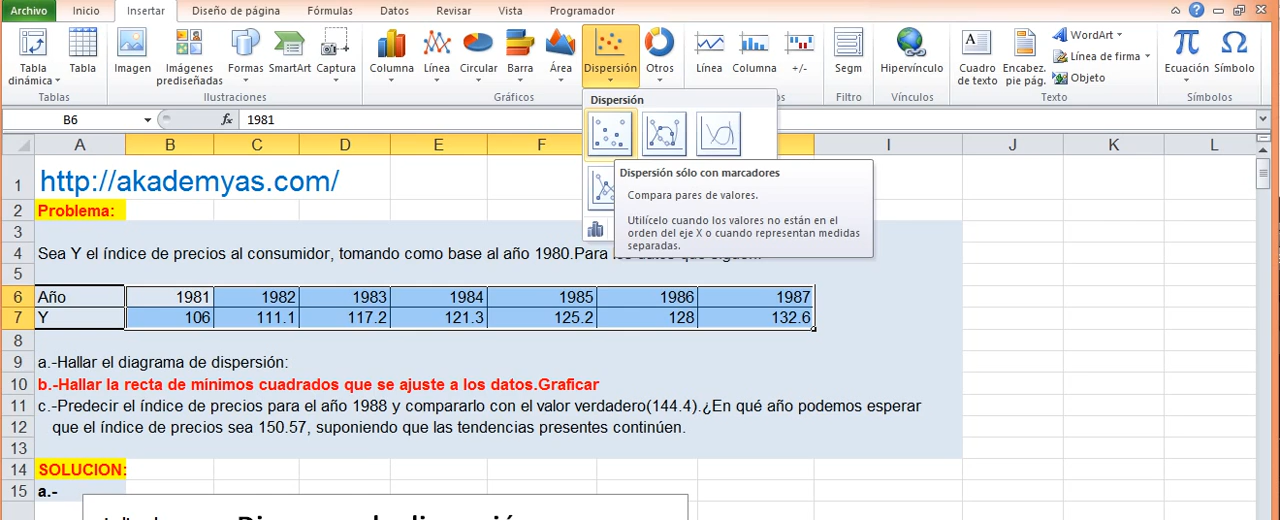 Archivo Inicio Insertar Diseño de página Fórmulas Datos Revisar Vista Programador
Tabla dinámica Tabla Imagen Imágenes prediseñadas Formas SmartArt Captura Columna Línea Circular Barra Área Dispersión Otros Línea Columna +/- Segm Hipervínculo Cuadro de texto Encabez. pie pág. WordArt Línea de firma Objeto Ecuación Símbolo
Tablas Ilustraciones Gráficos Filtro Vínculos Texto Símbolos
Dispersión
B6 fx 1981
A B C D E F I J K L
Dispersión sólo con marcadores
Compara pares de valores.
Utilícelo cuando los valores no están en el
orden del eje X o cuando representan medidas
separadas.
1 http://akademyas.com/
2 Problema:
3
4 Sea Y el índice de precios al consumidor, tomando como base al año 1980.Para
5
6 Año 1981 1982 1983 1984 1985 1986 1987
7 Y 106 111.1 117.2 121.3 125.2 128 132.6
8
9 a.-Hallar el diagrama de dispersión:
10 b.-Hallar la recta de mínimos cuadrados que se ajuste a los datos.Graficar
11 c.-Predecir el índice de precios para el año 1988 y compararlo con el valor verdadero(144.4).¿En qué año podemos esperar
12 que el índice de precios sea 150.57, suponiendo que las tendencias presentes continúen.
13
14 SOLUCION:
15 a.-